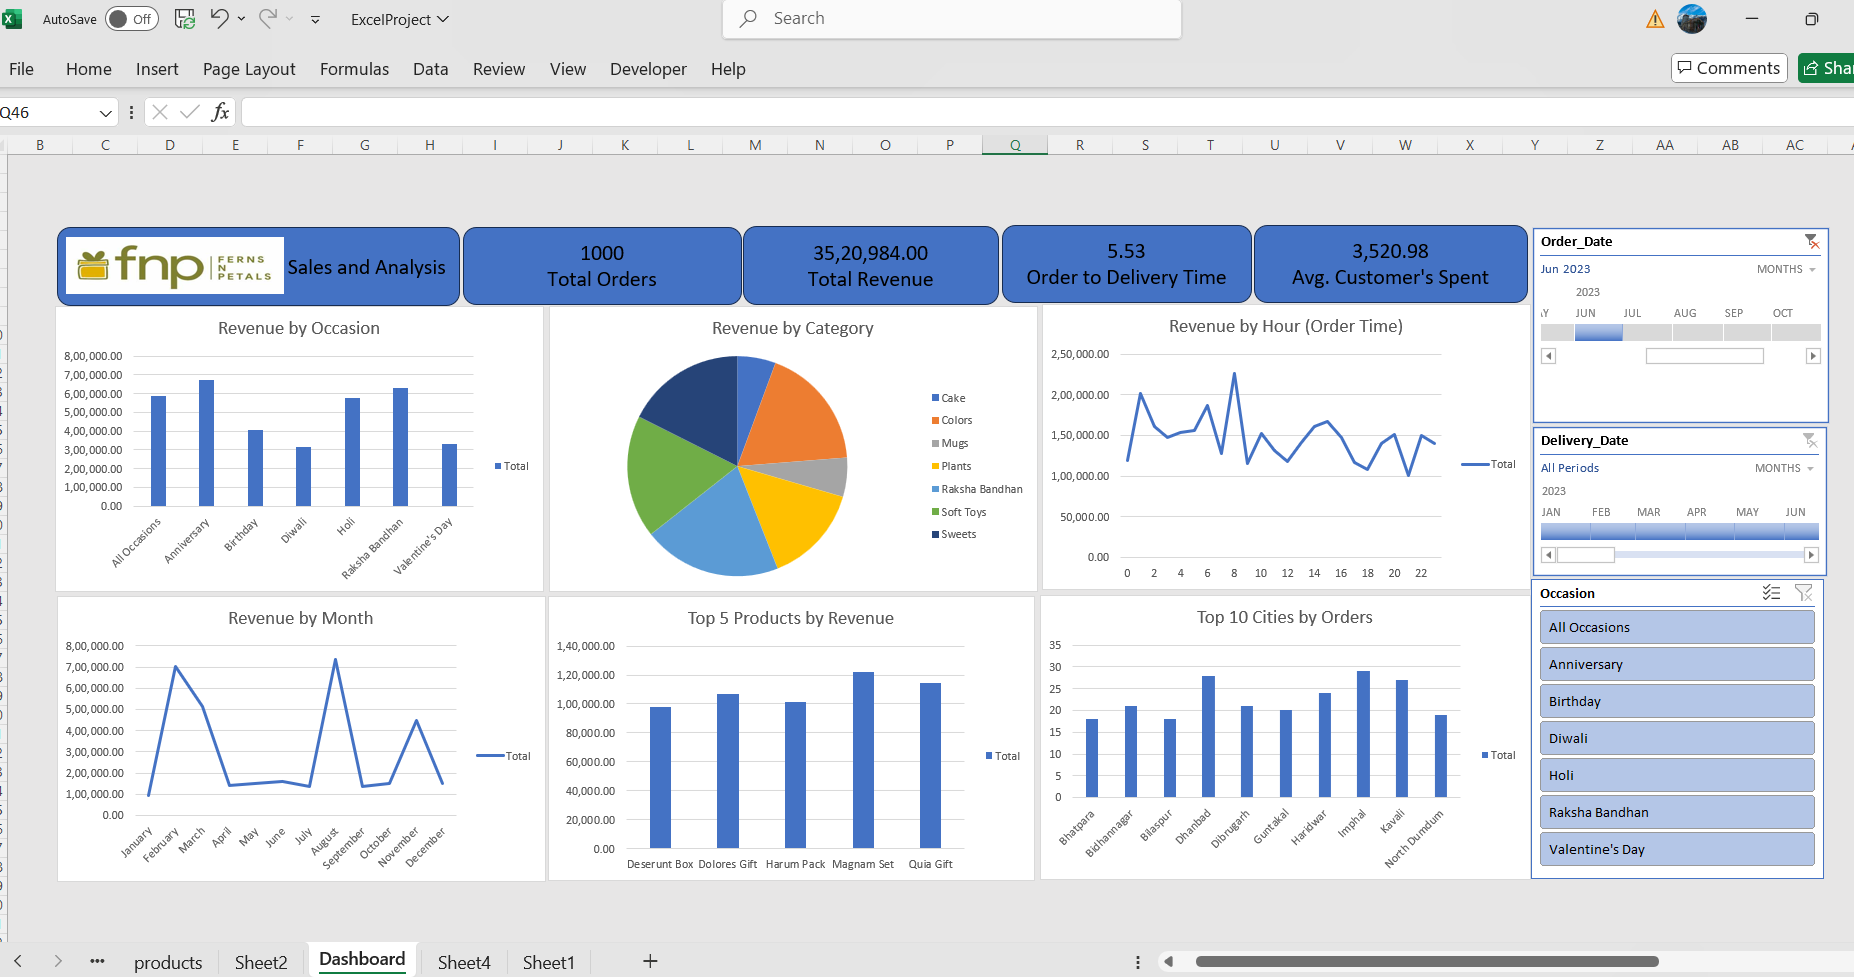 AutoSave Off ExcelProject Search
File Home Insert Page Layout Formulas Data Review View Developer Help Comments
Q46 fx
B C D E F G H I J K L M N O P Q R S T U V W X Y Z AA AB AC
fnp FERNS N PETALS Sales and Analysis
1000
Total Orders
35,20,984.00
Total Revenue
5.53
Order to Delivery Time
3,520.98
Avg. Customer's Spent
Revenue by Occasion
8,00,000.00
7,00,000.00
6,00,000.00
5,00,000.00
4,00,000.00
3,00,000.00
2,00,000.00
1,00,000.00
0.00
All Occasions Anniversary Birthday Diwali Holi Raksha Bandhan Valentine's Day
Total
Revenue by Category
Cake
Colors
Mugs
Plants
Raksha Bandhan
Soft Toys
Sweets
Revenue by Hour (Order Time)
2,50,000.00
2,00,000.00
1,50,000.00
1,00,000.00
50,000.00
0.00
0 2 4 6 8 10 12 14 16 18 20 22
Total
Order_Date
Jun 2023 MONTHS
2023
JUN JUL AUG SEP OCT
Delivery_Date
All Periods MONTHS
2023
JAN FEB MAR APR MAY JUN
Revenue by Month
8,00,000.00
7,00,000.00
6,00,000.00
5,00,000.00
4,00,000.00
3,00,000.00
2,00,000.00
1,00,000.00
0.00
January February March April May June July August September October November December
Total
Top 5 Products by Revenue
1,40,000.00
1,20,000.00
1,00,000.00
80,000.00
60,000.00
40,000.00
20,000.00
0.00
Deserunt Box Dolores Gift Harum Pack Magnam Set Quia Gift
Total
Top 10 Cities by Orders
35
30
25
20
15
10
5
0
Bhatpara Bidhannagar Bilaspur Dhanbad Dibrugarh Guntakal Haridwar Imphal Kavali North Dumdum
Total
Occasion
All Occasions
Anniversary
Birthday
Diwali
Holi
Raksha Bandhan
Valentine's Day
products Sheet2 Dashboard Sheet4 Sheet1